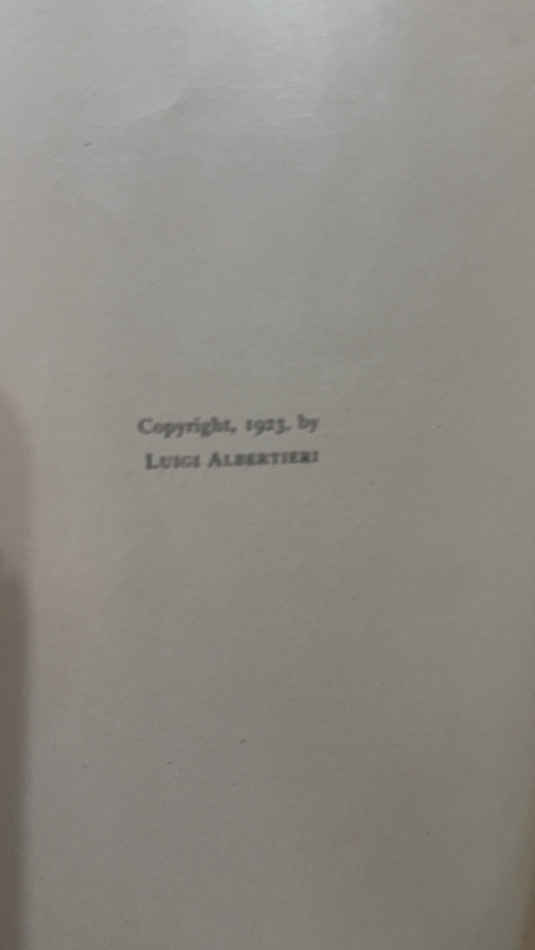 Copyright, 1923, by
LUIGI ALBERTIERI